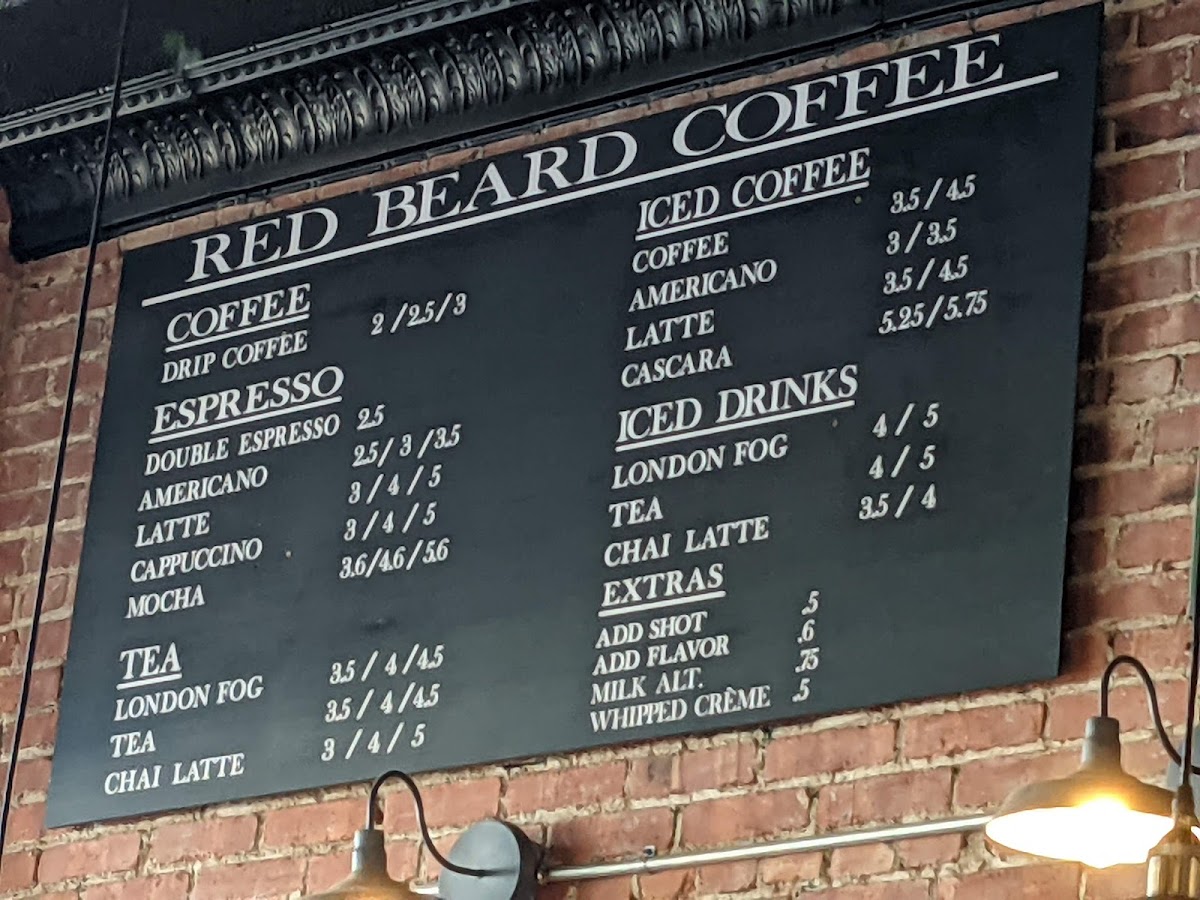 RED BEARD COFFEE
COFFEE
DRIP COFFEE 2 / 2.5 / 3
ESPRESSO
DOUBLE ESPRESSO 2.5
AMERICANO 2.5 / 3 / 3.5
LATTE 3 / 4 / 5
CAPPUCCINO 3 / 4 / 5
MOCHA 3.6 / 4.6 / 5.6
TEA
LONDON FOG 3.5 / 4 / 4.5
TEA 3.5 / 4 / 4.5
CHAI LATTE 3 / 4 / 5
ICED COFFEE
COFFEE 3.5 / 4.5
AMERICANO 3 / 3.5
LATTE 3.5 / 4.5
CASCARA 5.25 / 5.75
ICED DRINKS
LONDON FOG 4 / 5
TEA 4 / 5
CHAI LATTE 3.5 / 4
EXTRAS
ADD SHOT .5
ADD FLAVOR .6
MILK ALT. .75
WHIPPED CRÈME .5